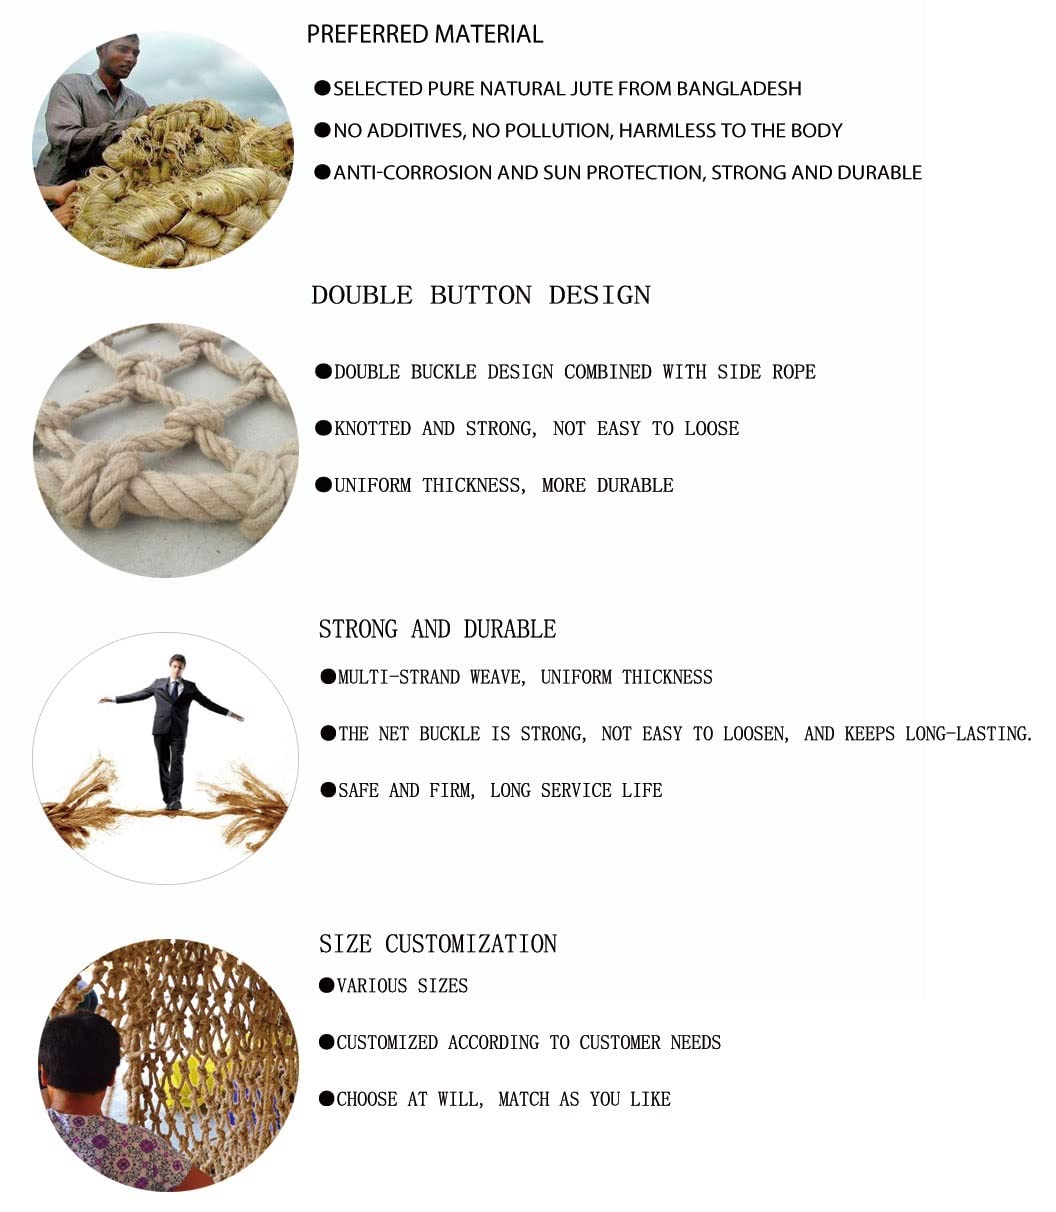 PREFERRED MATERIAL
●SELECTED PURE NATURAL JUTE FROM BANGLADESH
●NO ADDITIVES, NO POLLUTION, HARMLESS TO THE BODY
●ANTI-CORROSION AND SUN PROTECTION, STRONG AND DURABLE
DOUBLE BUTTON DESIGN
●DOUBLE BUCKLE DESIGN COMBINED WITH SIDE ROPE
●KNOTTED AND STRONG, NOT EASY TO LOOSE
●UNIFORM THICKNESS, MORE DURABLE
STRONG AND DURABLE
●MULTI-STRAND WEAVE, UNIFORM THICKNESS
●THE NET BUCKLE IS STRONG, NOT EASY TO LOOSEN, AND KEEPS LONG-LASTING.
●SAFE AND FIRM, LONG SERVICE LIFE
SIZE CUSTOMIZATION
●VARIOUS SIZES
●CUSTOMIZED ACCORDING TO CUSTOMER NEEDS
●CHOOSE AT WILL, MATCH AS YOU LIKE